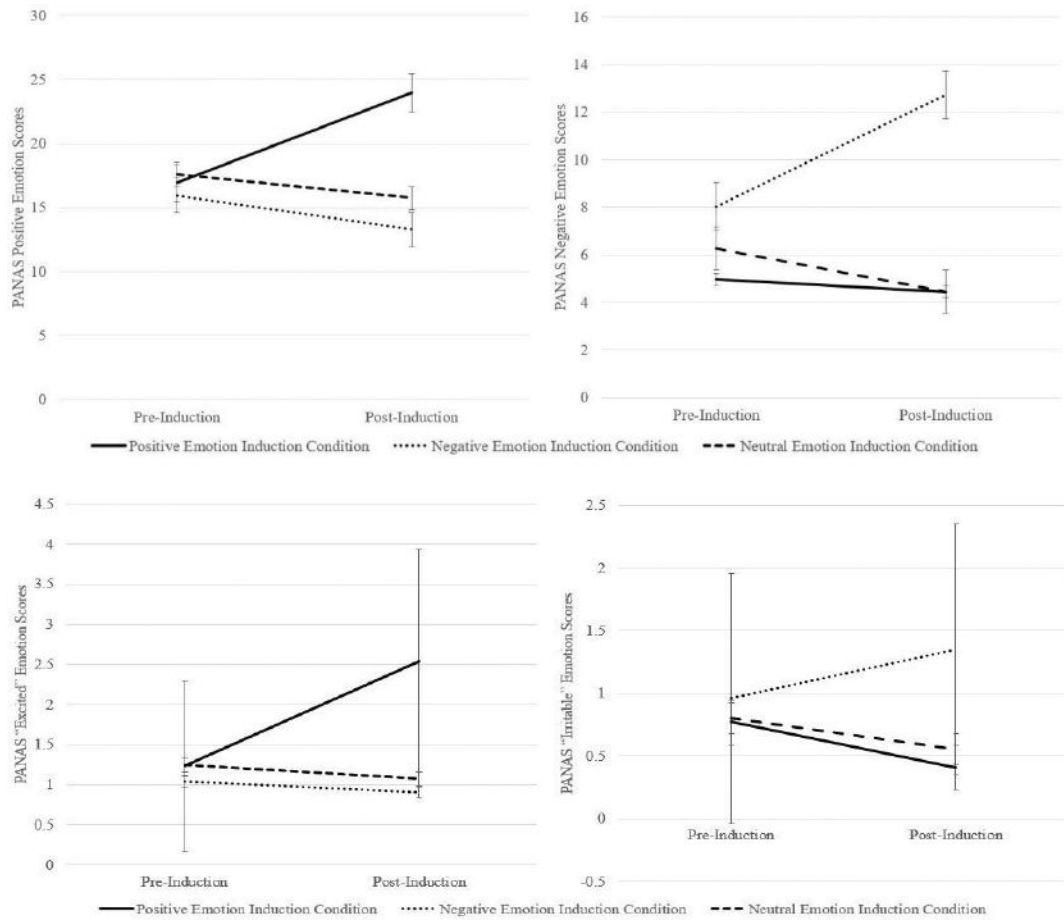 30
25
20
15
10
5
0
PANAS Positive Emotion Scores
Pre-Induction
Post-Induction
16
14
12
10
8
6
4
2
0
PANAS Negative Emotion Scores
Pre-Induction
Post-Induction
Positive Emotion Induction Condition
Negative Emotion Induction Condition
Neutral Emotion Induction Condition
4.5
4
3.5
3
2.5
2
1.5
1
0.5
0
PANAS "Excited" Emotion Scores
Pre-Induction
Post-Induction
2.5
2
1.5
1
0.5
0
-0.5
PANAS "Irritable" Emotion Scores
Pre-Induction
Post-Induction
Positive Emotion Induction Condition
Negative Emotion Induction Condition
Neutral Emotion Induction Condition